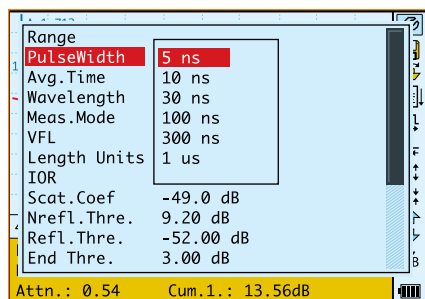 Range
PulseWidth 5 ns
Avg.Time 10 ns
Wavelength 30 ns
Meas.Mode 100 ns
VFL 300 ns
Length Units 1 us
IOR
Scat.Coef -49.0 dB
Nrefl.Thre. 9.20 dB
Refl.Thre. -52.00 dB
End Thre. 3.00 dB
Attn.: 0.54 Cum.1.: 13.56dB